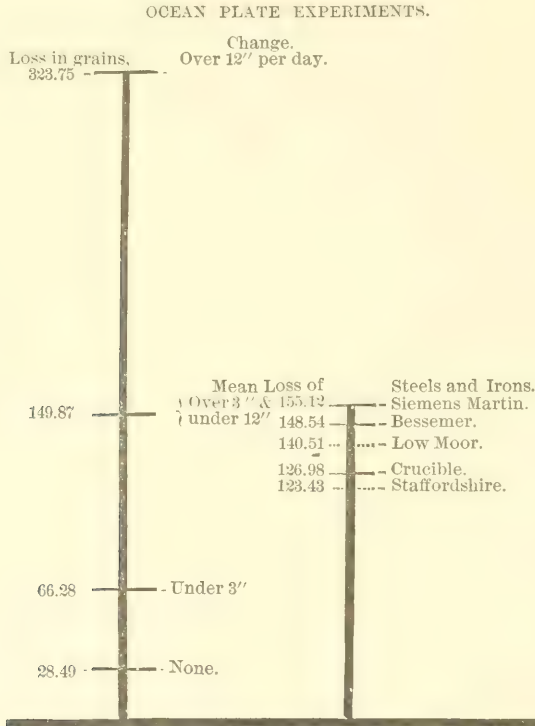 OCEAN PLATE EXPERIMENTS.
Change.
Loss in grains, Over 12″ per day.
323.75
Mean Loss of Steels and Irons.
149.87 Over 3″ & under 12″
155.12 Siemens Martin.
148.54 Bessemer.
140.51 Low Moor.
126.98 Crucible.
123.43 Staffordshire.
66.28 Under 3″
28.49 None.